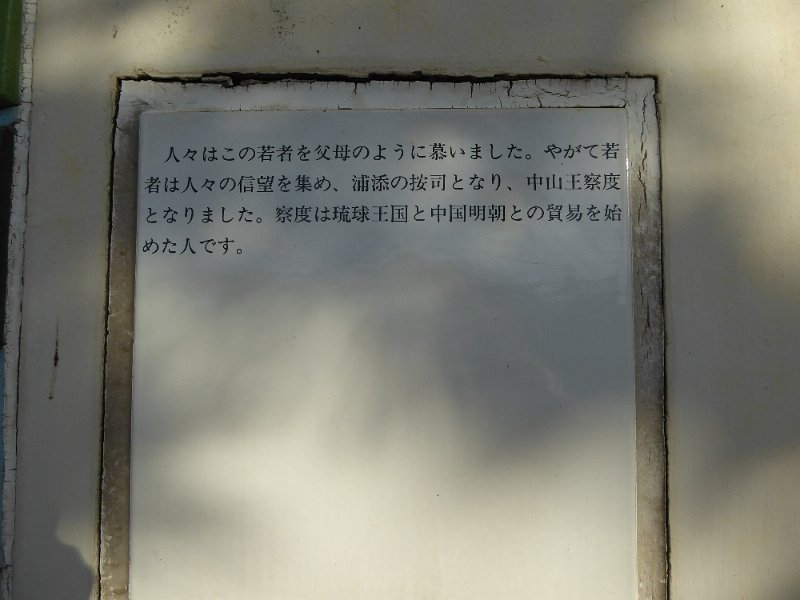 人々はこの若者を父母のように慕いました。やがて若
者は人々の信望を集め、浦添の按司となり、中山王察度
となりました。察度は琉球王国と中国明朝との貿易を始
めた人です。